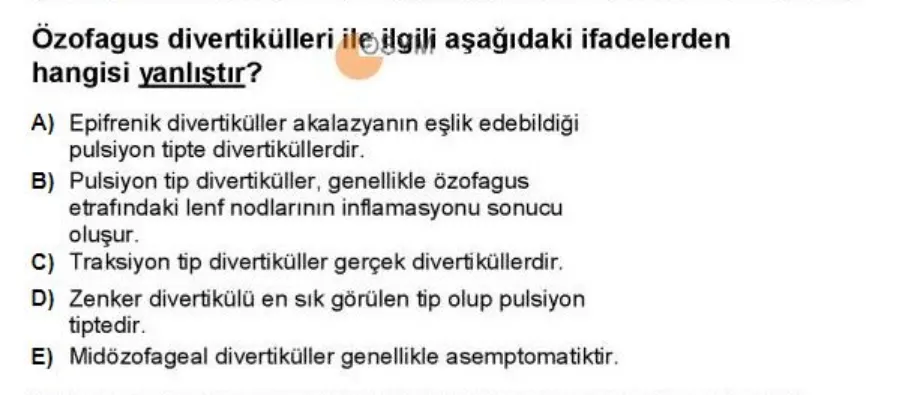 Özofagus divertikülleri ile ilgili aşağıdaki ifadelerden
hangisi yanlıştır?
A) Epifrenik divertiküller akalazyanın eşlik edebildiği
pulsiyon tipte divertiküllerdir.
B) Pulsiyon tip divertiküller, genellikle özofagus
etrafındaki lenf nodlarının inflamasyonu sonucu
oluşur.
C) Traksiyon tip divertiküller gerçek divertiküllerdir.
D) Zenker divertikülü en sık görülen tip olup pulsiyon
tiptedir.
E) Midözofageal divertiküller genellikle asemptomatiktir.